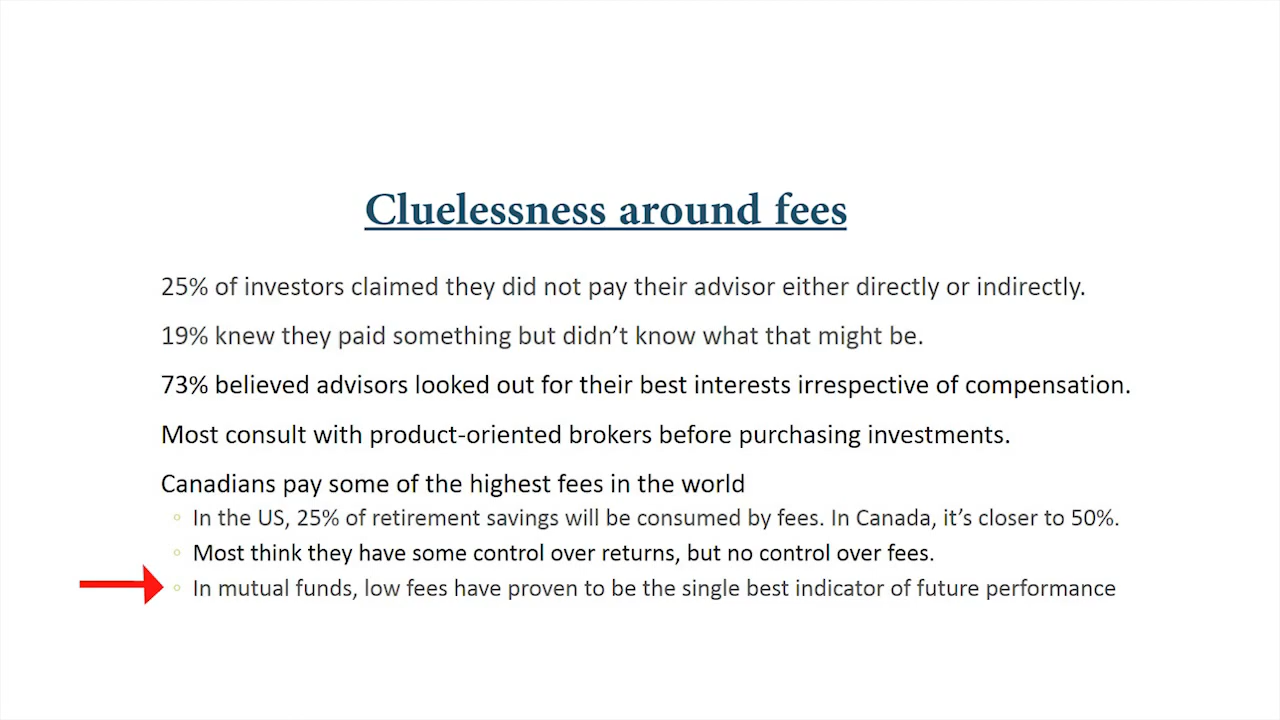 Cluelessness around fees
25% of investors claimed they did not pay their advisor either directly or indirectly.
19% knew they paid something but didn’t know what that might be.
73% believed advisors looked out for their best interests irrespective of compensation.
Most consult with product-oriented brokers before purchasing investments.
Canadians pay some of the highest fees in the world
◦ In the US, 25% of retirement savings will be consumed by fees. In Canada, it’s closer to 50%.
◦ Most think they have some control over returns, but no control over fees.
◦ In mutual funds, low fees have proven to be the single best indicator of future performance